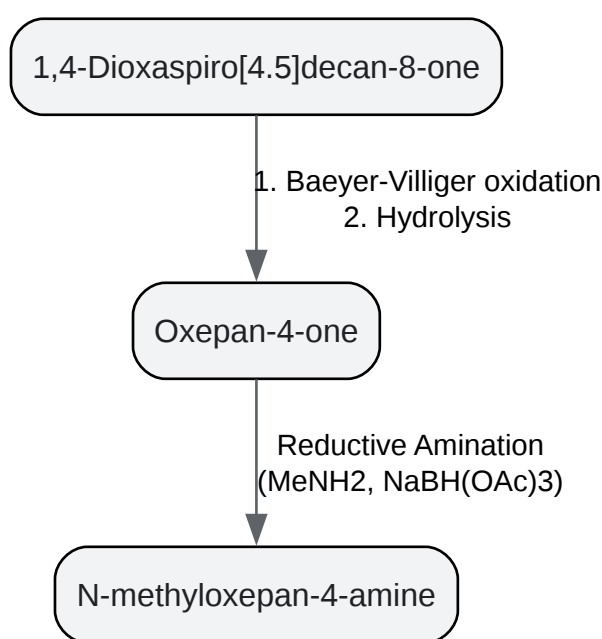 1,4-Dioxaspiro[4.5]decan-8-one
1. Baeyer-Villiger oxidation
2. Hydrolysis
Oxepan-4-one
Reductive Amination
(MeNH2, NaBH(OAc)3)
N-methyloxepan-4-amine